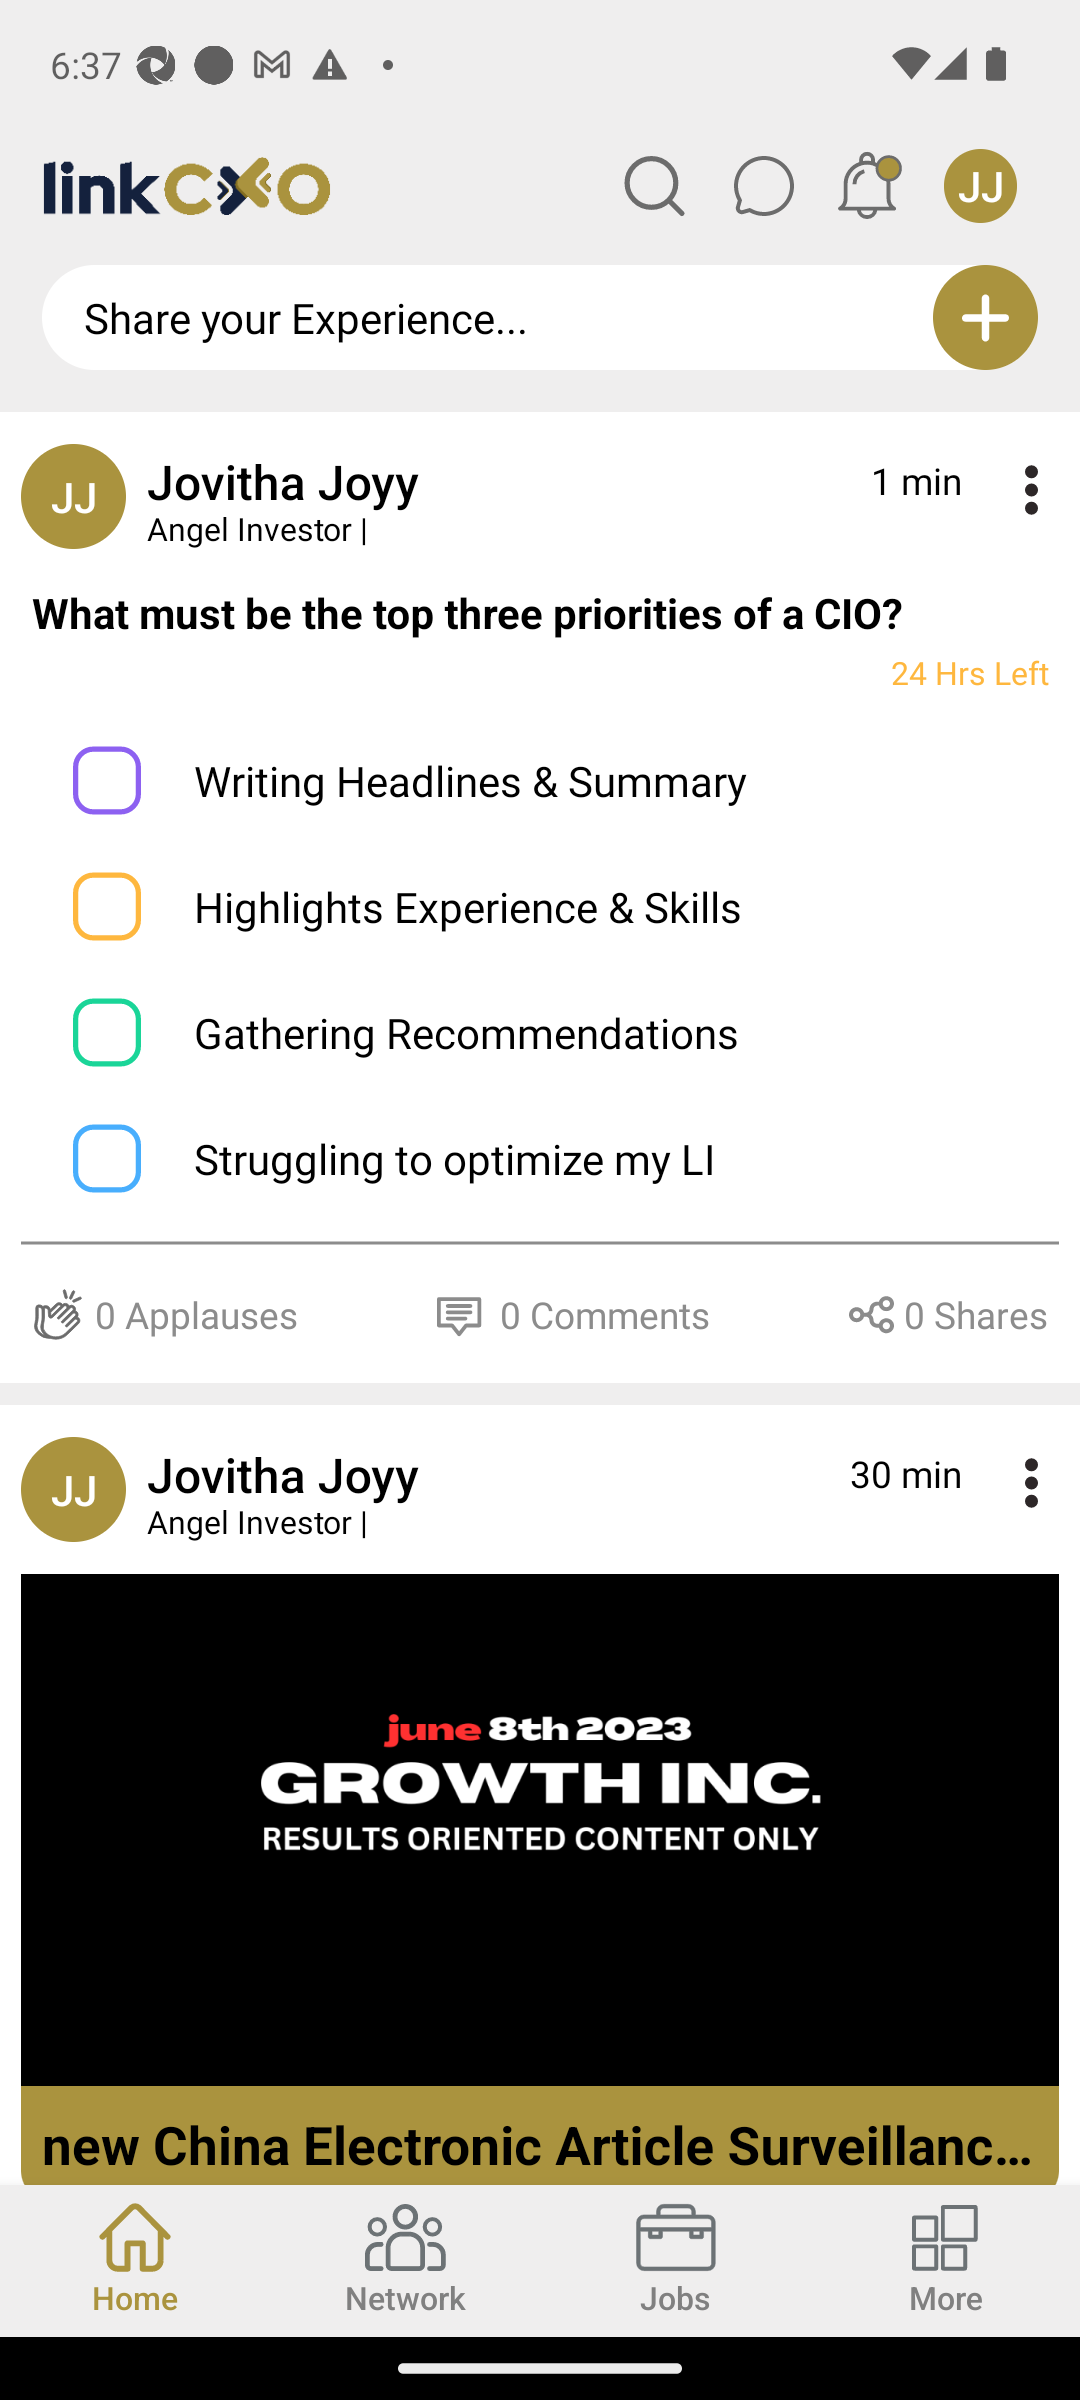 6:37
linkCXO
JJ
Share your Experience...
JJ
Jovitha Joyy
1 min
Angel Investor |
What must be the top three priorities of a CIO?
24 Hrs Left
Writing Headlines & Summary
Highlights Experience & Skills
Gathering Recommendations
Struggling to optimize my LI
0 Applauses
0 Comments
0 Shares
JJ
Jovitha Joyy
30 min
Angel Investor |
june 8th 2023
GROWTH INC.
RESULTS ORIENTED CONTENT ONLY
new China Electronic Article Surveillanc...
Home
Network
Jobs
More